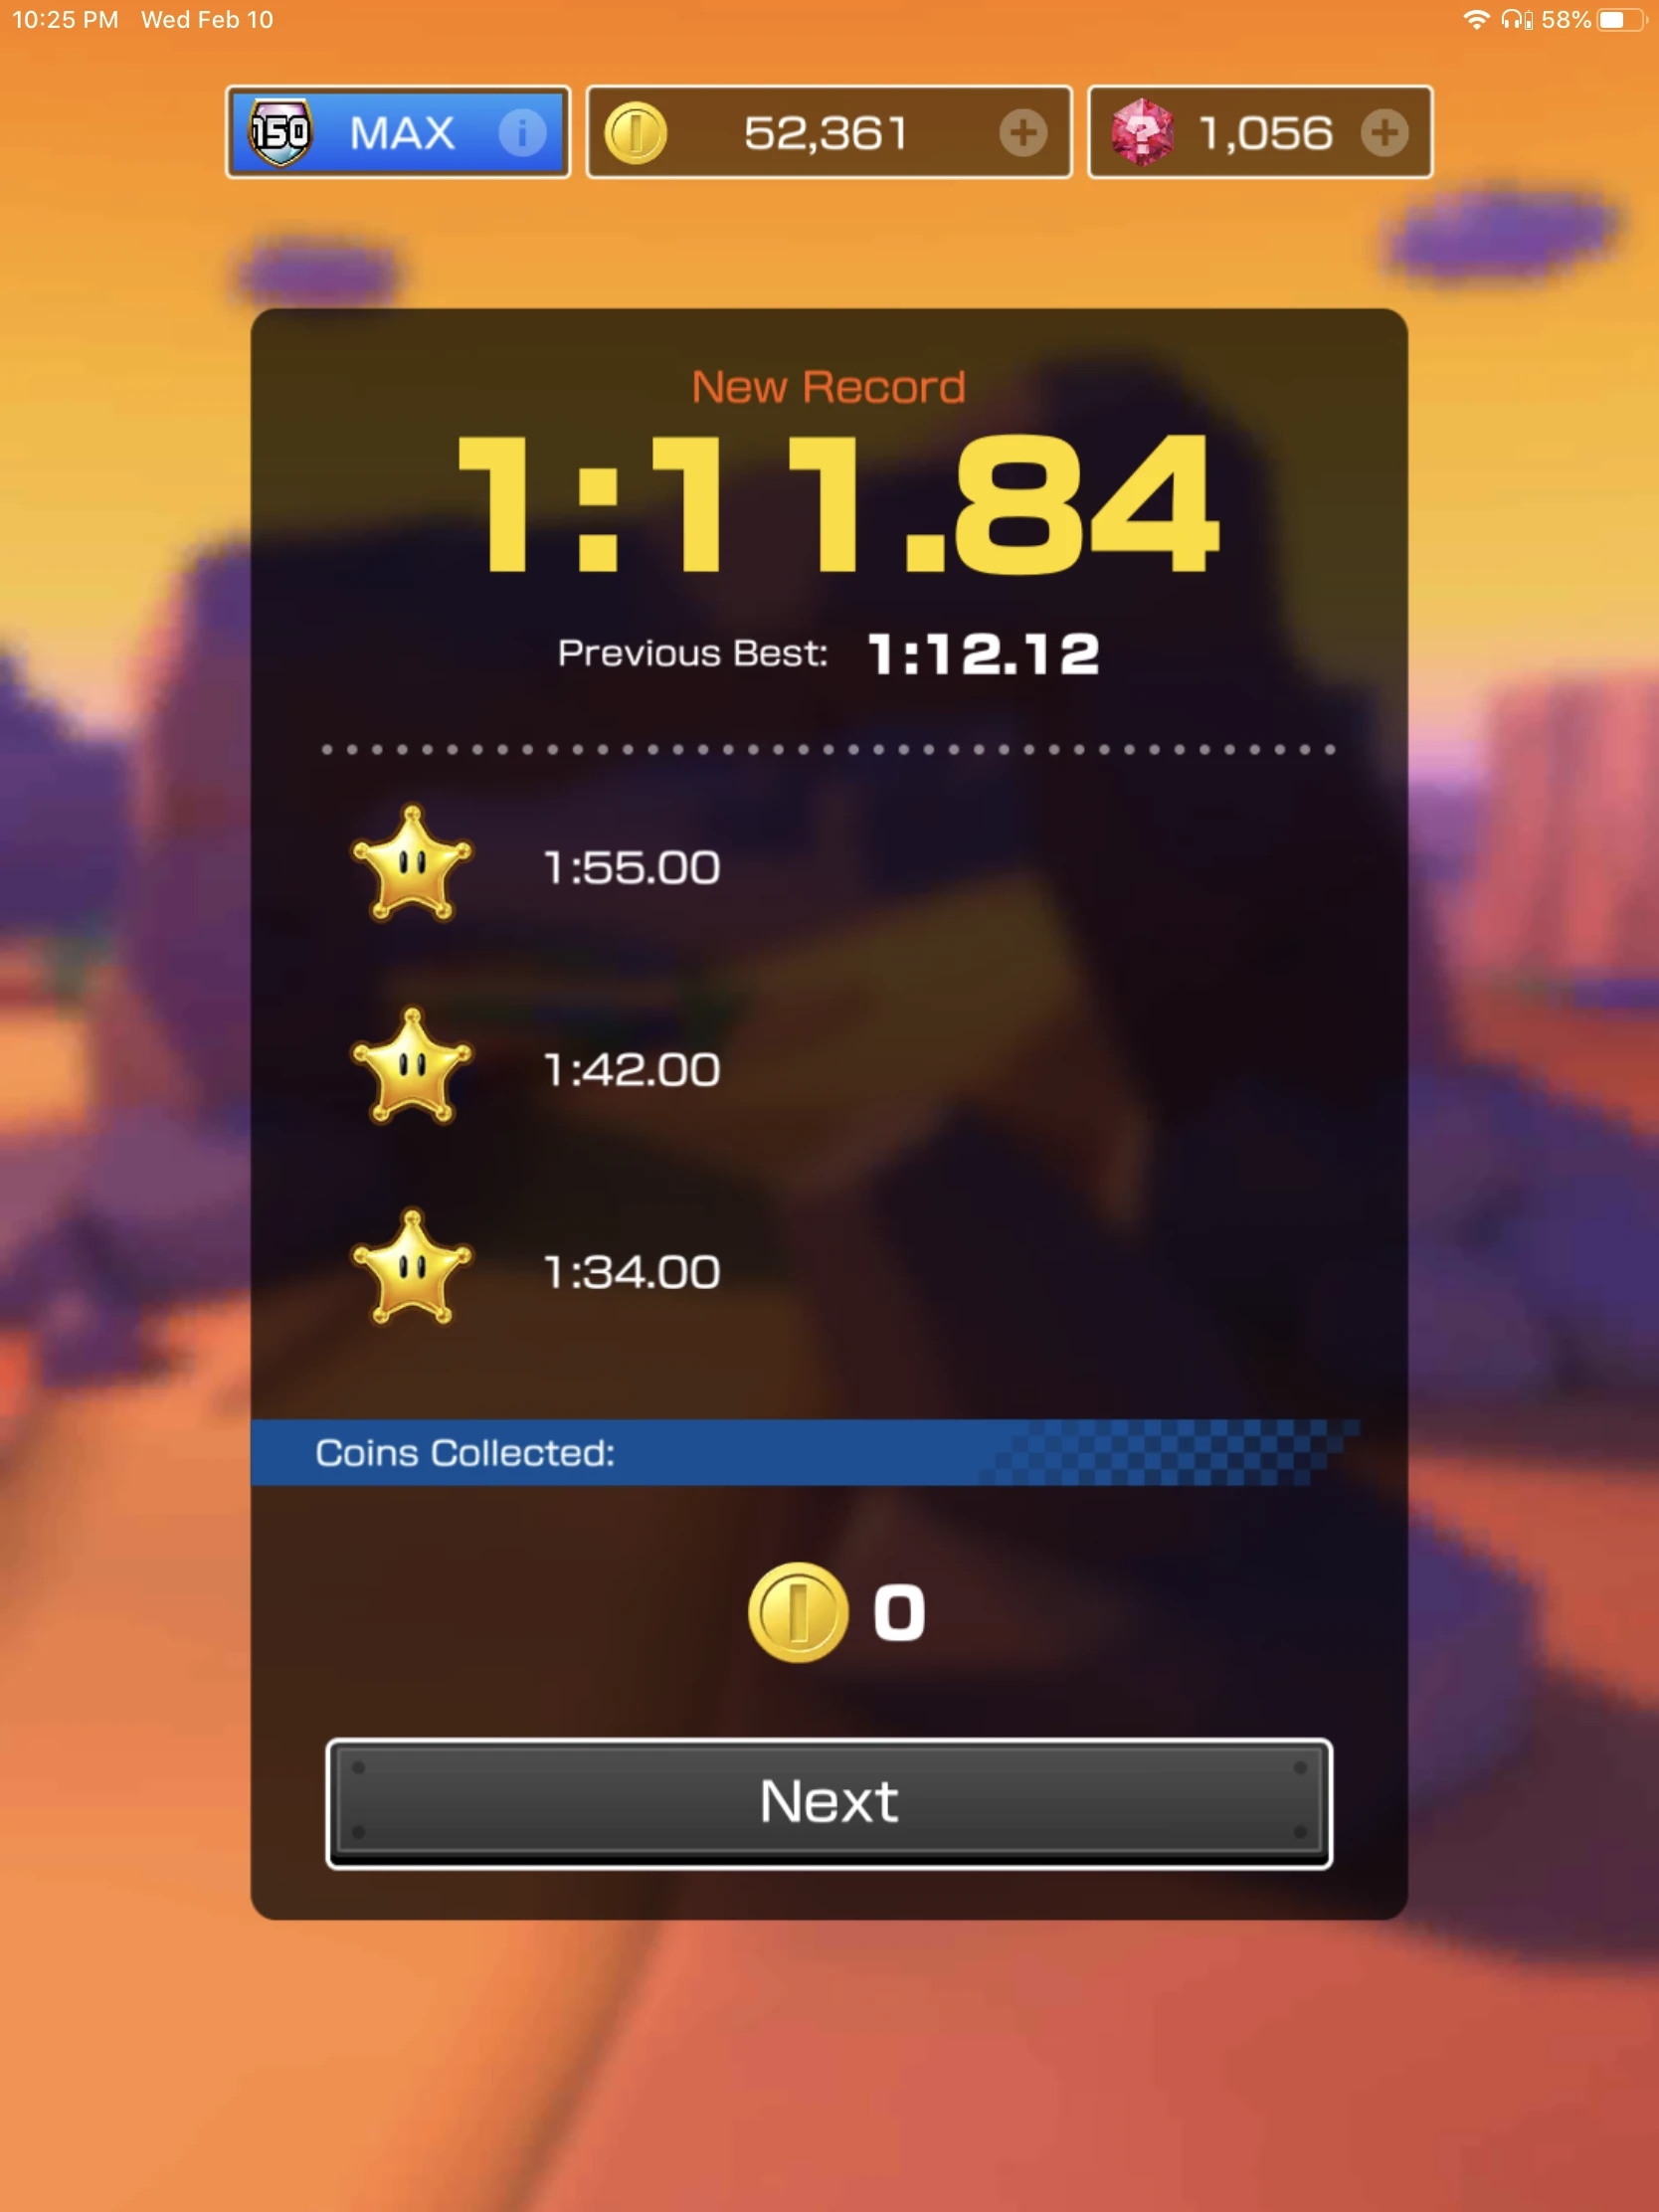 10:25 PM Wed Feb 10 58%
150 MAX i 52,361 + ? 1,056 +
New Record
1:11.84
Previous Best: 1:12.12
1:55.00
1:42.00
1:34.00
Coins Collected:
0
Next